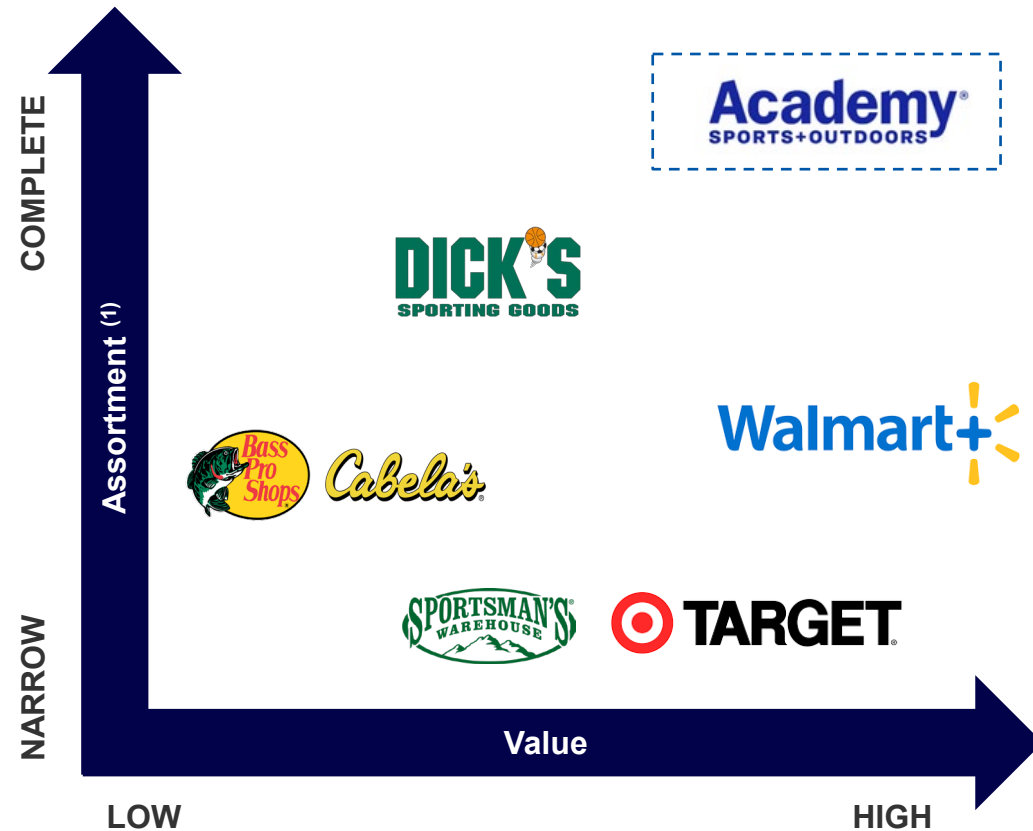 COMPLETE
Academy®
SPORTS+OUTDOORS
DICK'S
SPORTING GOODS
Assortment (1)
Walmart+
Bass
Pro
Shops
Cabela's®
SPORTSMAN'S®
WAREHOUSE
TARGET®
NARROW
Value
LOW
HIGH